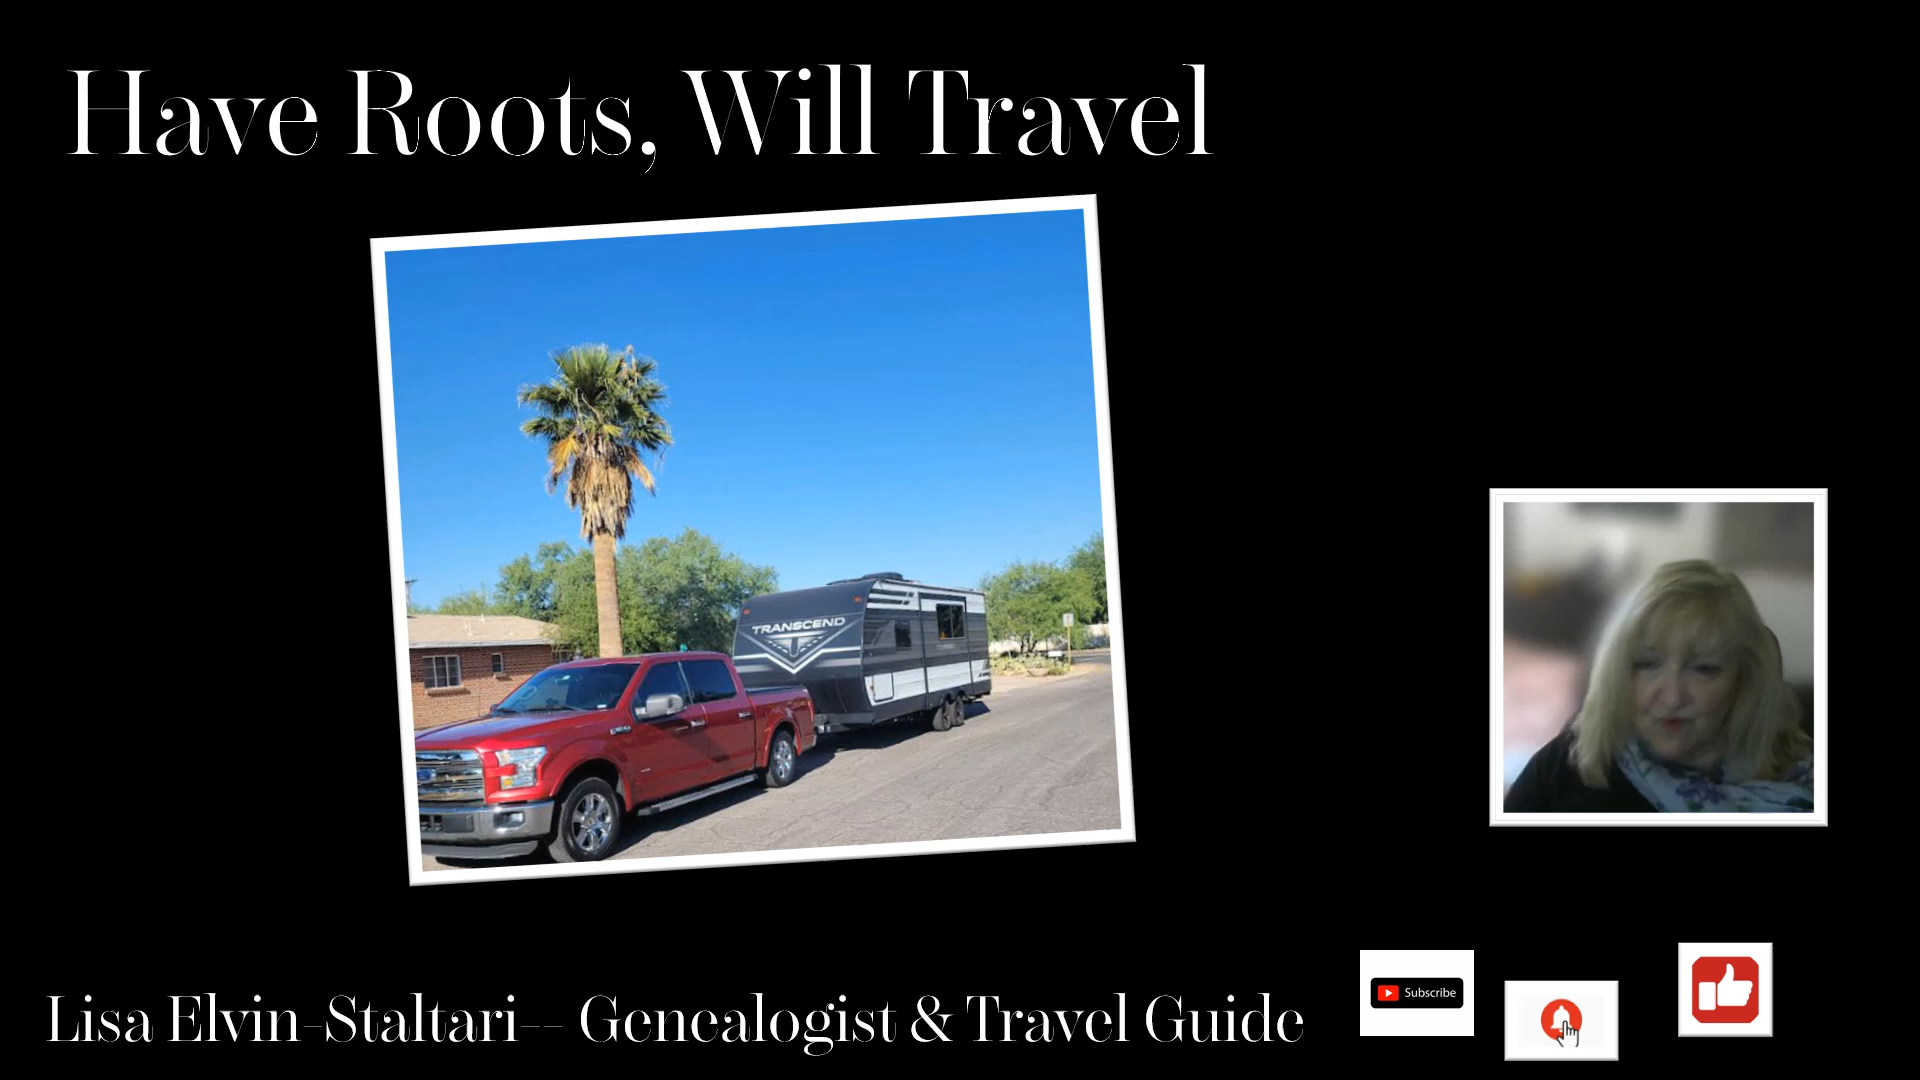 Have Roots, Will Travel
TRANSCEND
Lisa Elvin-Staltari-- Genealogist & Travel Guide
Subscribe